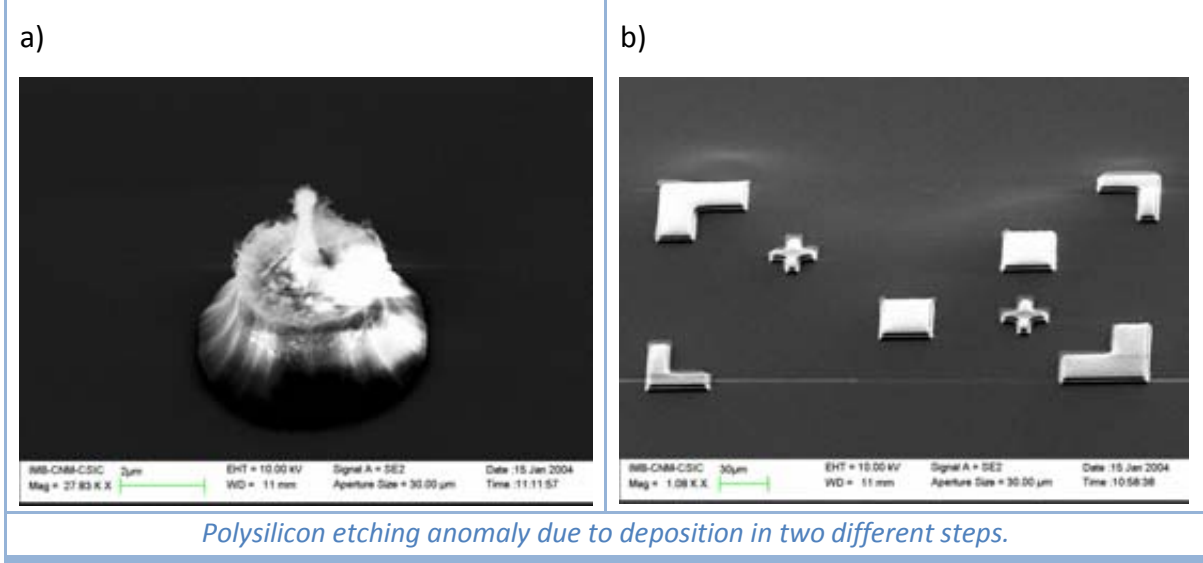 a)
b)
IMB-CNM-CSIC 2µm EHT = 10.00 kV Signal A = SE2 Date :15 Jan 2004
Mag = 27.83 K X WD = 11 mm Aperture Size = 30.00 µm Time :11:11:57
IMB-CNM-CSIC 30µm EHT = 10.00 kV Signal A = SE2 Date :15 Jan 2004
Mag = 1.08 K X WD = 11 mm Aperture Size = 30.00 µm Time :10:58:38
Polysilicon etching anomaly due to deposition in two different steps.